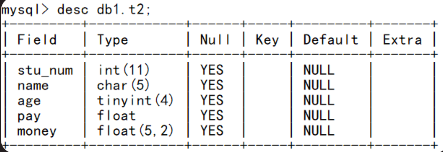 mysql> desc db1.t2;
+---------+------------+------+-----+---------+-------+
| Field | Type | Null | Key | Default | Extra |
+---------+------------+------+-----+---------+-------+
| stu_num | int(11) | YES | | NULL | |
| name | char(5) | YES | | NULL | |
| age | tinyint(4) | YES | | NULL | |
| pay | float | YES | | NULL | |
| money | float(5,2) | YES | | NULL | |
+---------+------------+------+-----+---------+-------+